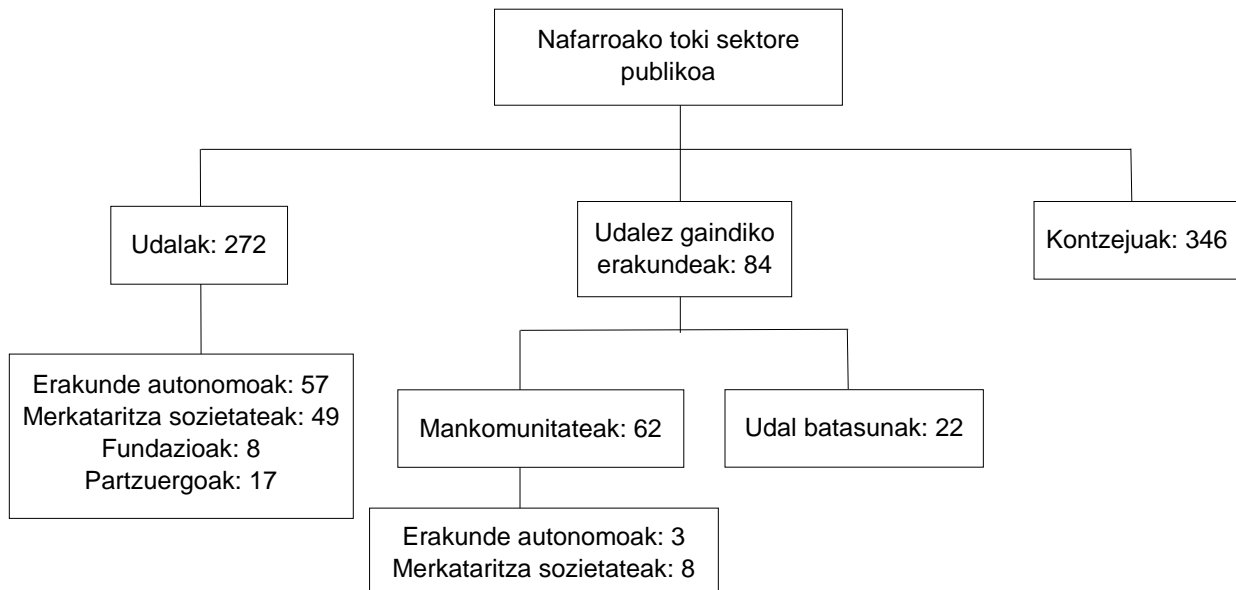 Nafarroako toki sektore
publikoa
Udalak: 272
Udalez gaindiko
erakundeak: 84
Kontzejuak: 346
Erakunde autonomoak: 57
Merkataritza sozietateak: 49
Fundazioak: 8
Partzuergoak: 17
Mankomunitateak: 62
Udal batasunak: 22
Erakunde autonomoak: 3
Merkataritza sozietateak: 8